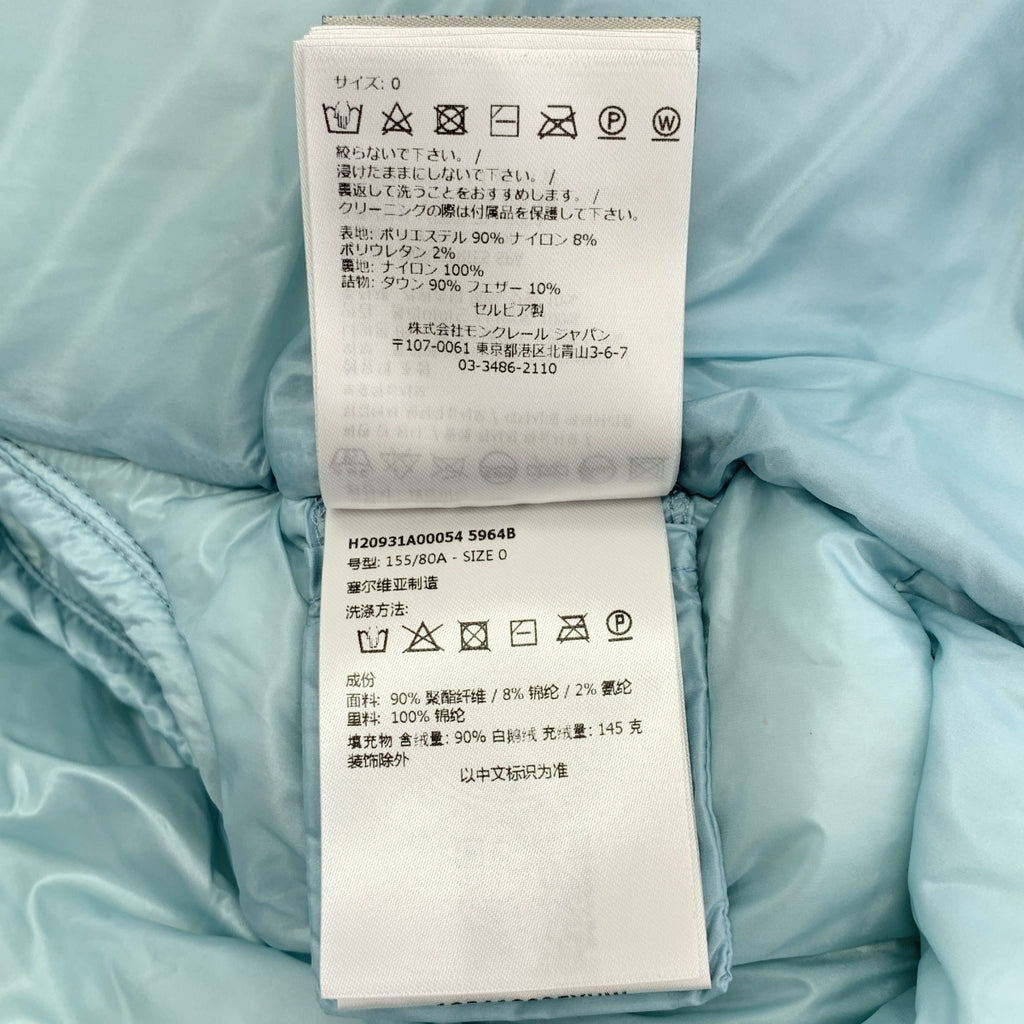 サイズ: 0
絞らないで下さい。 /
浸けたままにしないで下さい。 /
裏返して洗うことをおすすめします。 /
クリーニングの際は付属品を保護して下さい。
表地: ポリエステル 90% ナイロン 8%
ポリウレタン 2%
裏地: ナイロン 100%
詰物: ダウン 90% フェザー 10%
セルビア製
株式会社モンクレール ジャパン
〒107-0061 東京都港区北青山3-6-7
03-3486-2110
H20931A00054 5964B
号型: 155/80A - SIZE 0
塞尔维亚制造
洗涤方法:
成份
面料: 90% 聚酯纤维 / 8% 锦纶 / 2% 氨纶
里料: 100% 锦纶
填充物 含绒量: 90% 白鹅绒 充绒量: 145 克
装饰除外
以中文标识为准